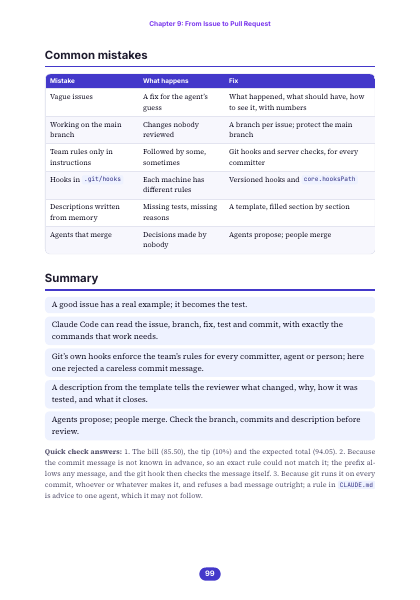 Chapter 9: From Issue to Pull Request
Common mistakes
Mistake What happens Fix
Vague issues A fix for the agent's What happened, what should have, how
guess to see it, with numbers
Working on the main Changes nobody A branch per issue; protect the main
branch reviewed branch
Team rules only in Followed by some, Git hooks and server checks, for every
instructions sometimes committer
Hooks in .git/hooks Each machine has Versioned hooks and core.hooksPath
different rules
Descriptions written Missing tests, missing A template, filled section by section
from memory reasons
Agents that merge Decisions made by Agents propose; people merge
nobody
Summary
A good issue has a real example; it becomes the test.
Claude Code can read the issue, branch, fix, test and commit, with exactly the
commands that work needs.
Git's own hooks enforce the team's rules for every committer, agent or person; here
one rejected a careless commit message.
A description from the template tells the reviewer what changed, why, how it was
tested, and what it closes.
Agents propose; people merge. Check the branch, commits and description before
review.
Quick check answers: 1. The bill (85.50), the tip (10%) and the expected total (94.05). 2. Because
the commit message is not known in advance, so an exact rule could not match it; the prefix al-
lows any message, and the git hook then checks the message itself. 3. Because git runs it on every
commit, whoever or whatever makes it, and refuses a bad message outright; a rule in CLAUDE.md
is advice to one agent, which it may not follow.
99